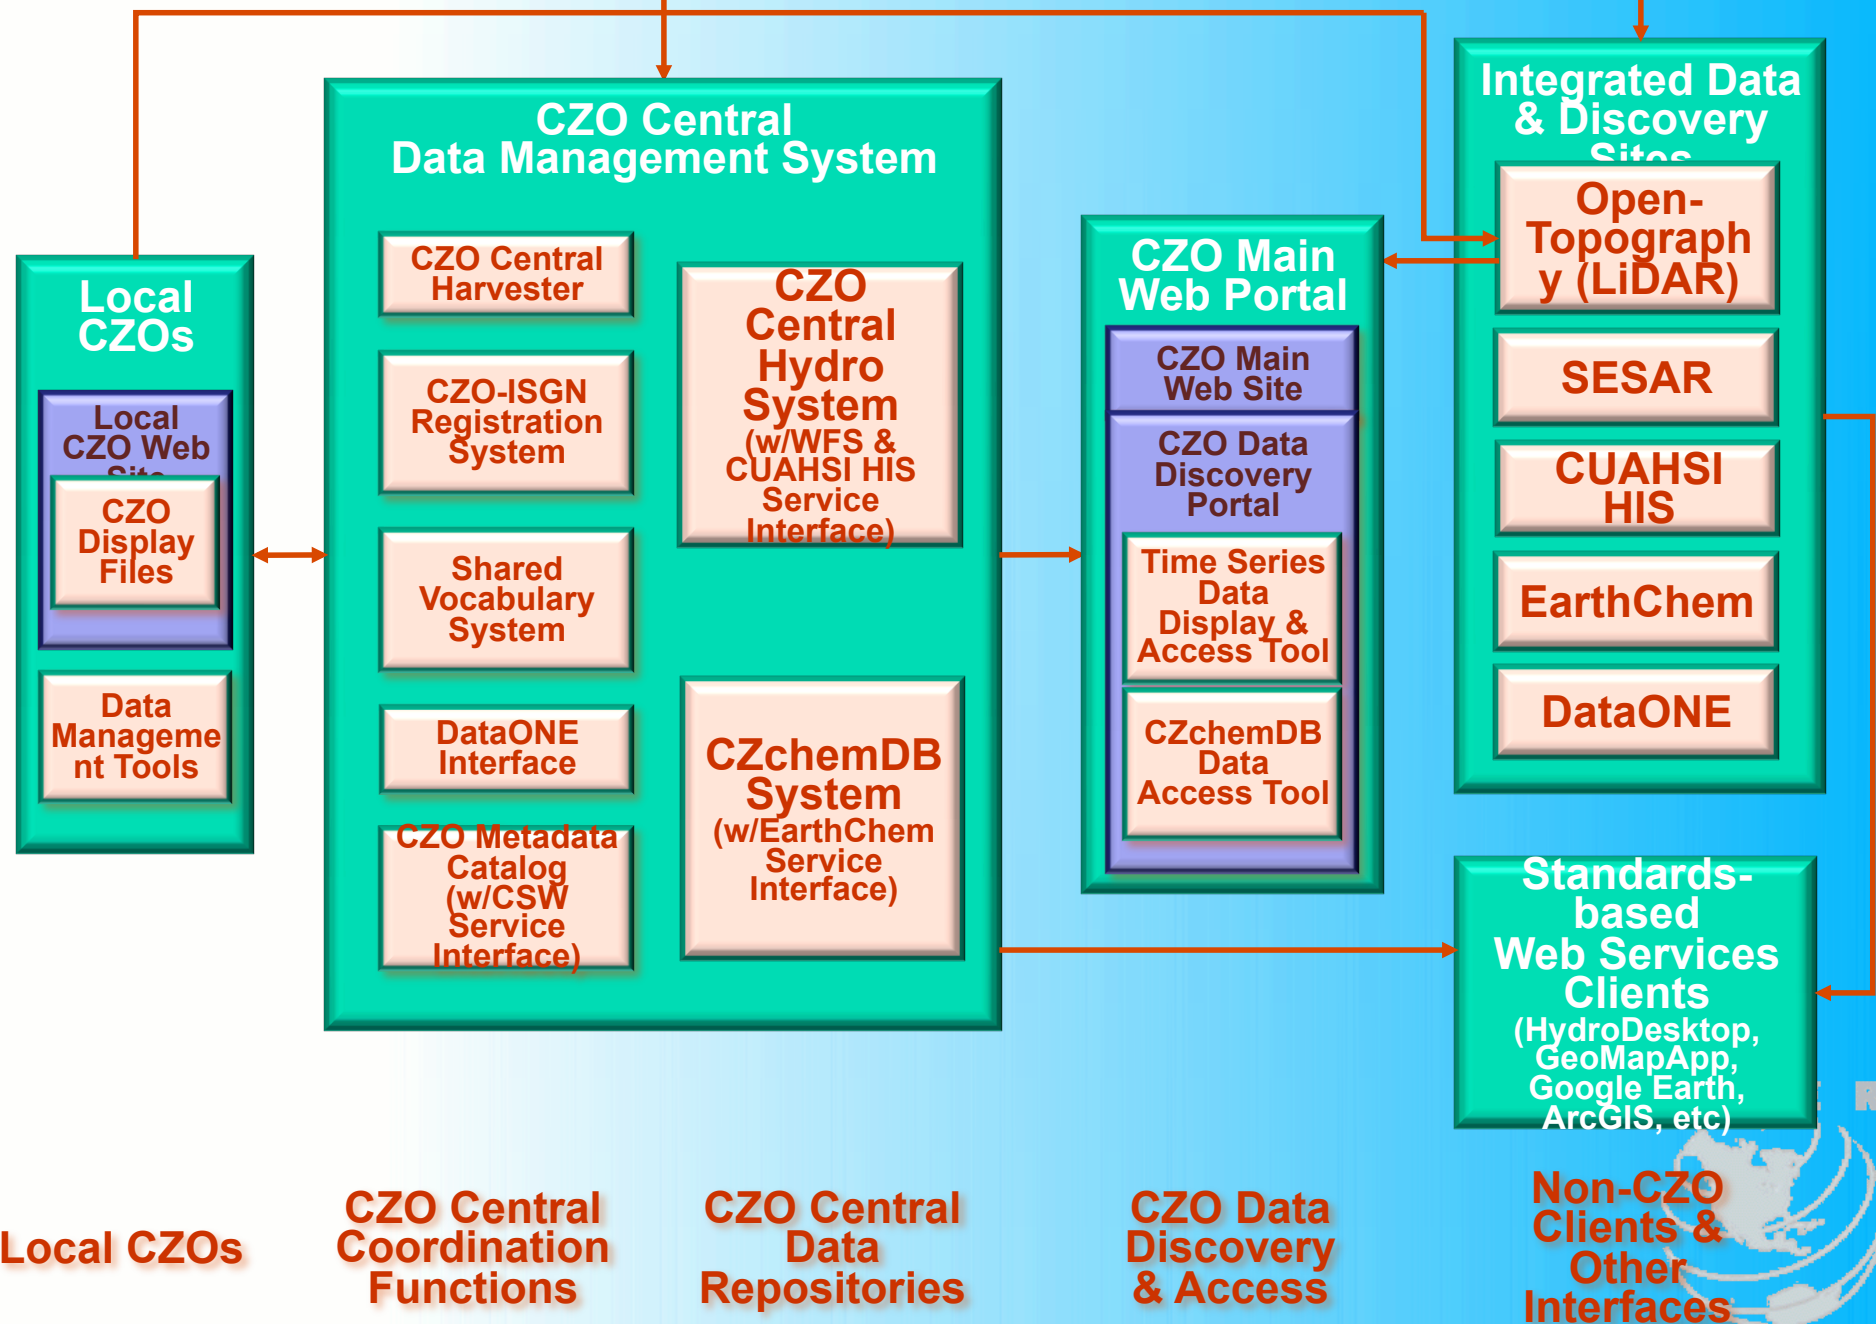 Local
CZOs
Local
CZO Web
Site
CZO
Display
Files
Data
Manageme
nt Tools
CZO Central
Data Management System
CZO Central
Harvester
CZO-ISGN
Registration
System
Shared
Vocabulary
System
DataONE
Interface
CZO Metadata
Catalog
(w/CSW
Service
Interface)
CZO
Central
Hydro
System
(w/WFS &
CUAHSI HIS
Service
Interface)
CZchemDB
System
(w/EarthChem
Service
Interface)
CZO Main
Web Portal
CZO Main
Web Site
CZO Data
Discovery
Portal
Time Series
Data
Display &
Access Tool
CZchemDB
Data
Access Tool
Integrated Data
& Discovery
Sites
Open-
Topograph
y (LiDAR)
SESAR
CUAHSI
HIS
EarthChem
DataONE
Standards-
based
Web Services
Clients
(HydroDesktop,
GeoMapApp,
Google Earth,
ArcGIS, etc)
Local CZOs
CZO Central
Coordination
Functions
CZO Central
Data
Repositories
CZO Data
Discovery
& Access
Non-CZO
Clients &
Other
Interfaces